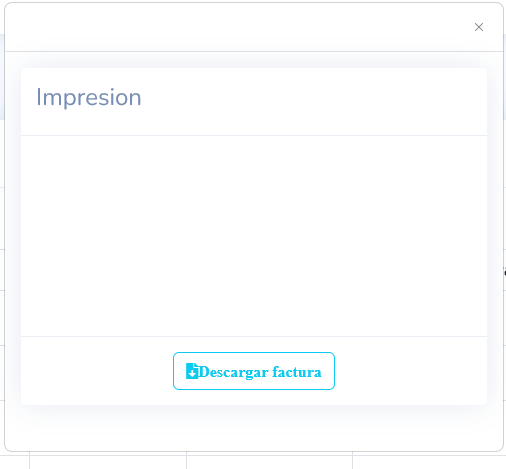 ×
Impresion
Descargar factura